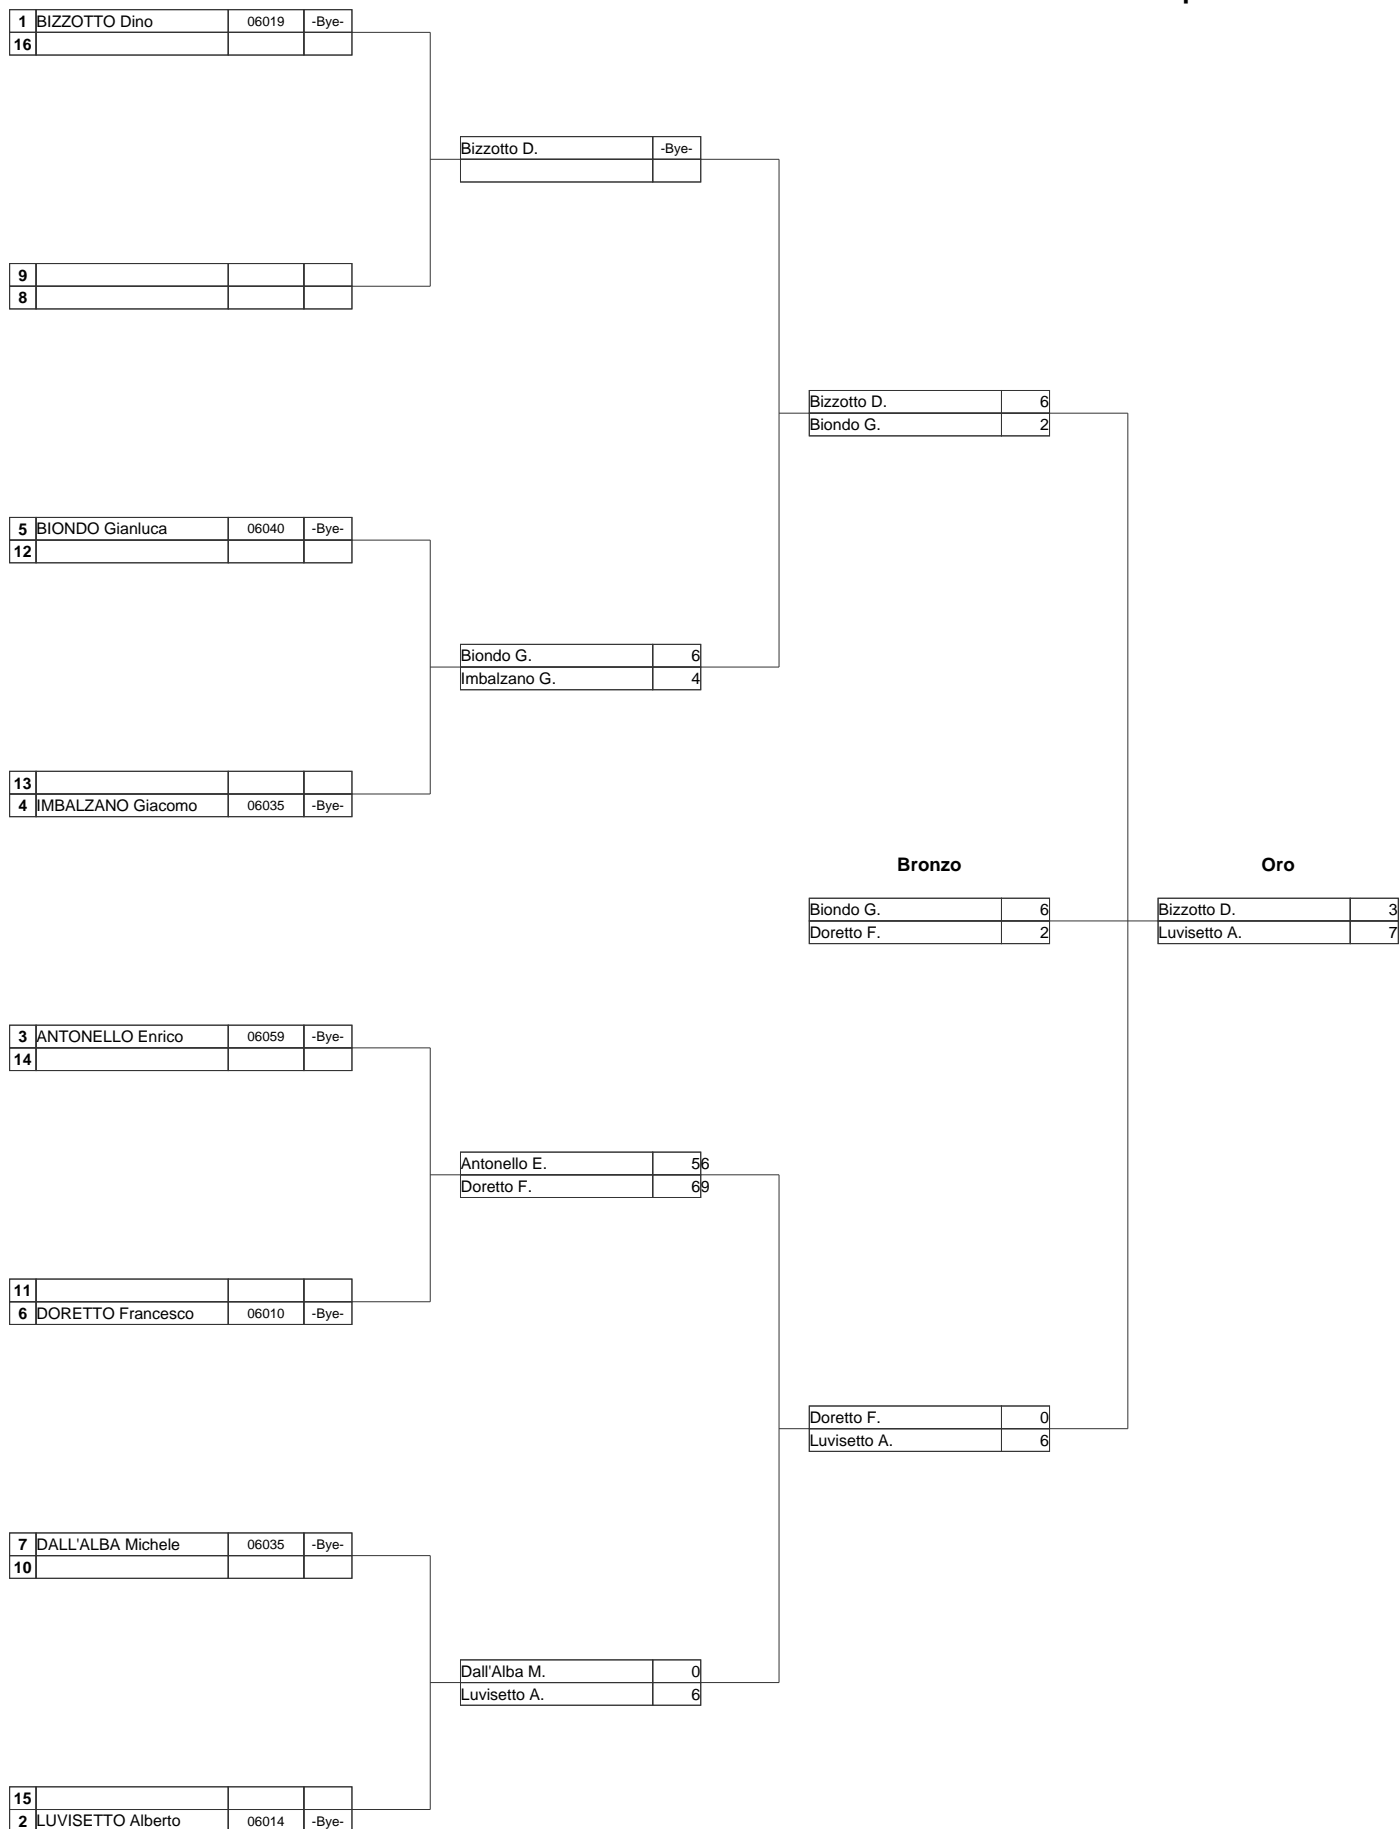 1 BIZZOTTO Dino 06019 -Bye-
16
Bizzotto D. -Bye-
9
8
Bizzotto D. 6
Biondo G. 2
5 BIONDO Gianluca 06040 -Bye-
12
Biondo G. 6
Imbalzano G. 4
13
4 IMBALZANO Giacomo 06035 -Bye-
Bronzo Oro
Biondo G. 6 Bizzotto D. 3
Doretto F. 2 Luvisetto A. 7
3 ANTONELLO Enrico 06059 -Bye-
14
Antonello E. 56
Doretto F. 69
11
6 DORETTO Francesco 06010 -Bye-
Doretto F. 0
Luvisetto A. 6
7 DALL'ALBA Michele 06035 -Bye-
10
Dall'Alba M. 0
Luvisetto A. 6
15
2 LUVISETTO Alberto 06014 -Bye-